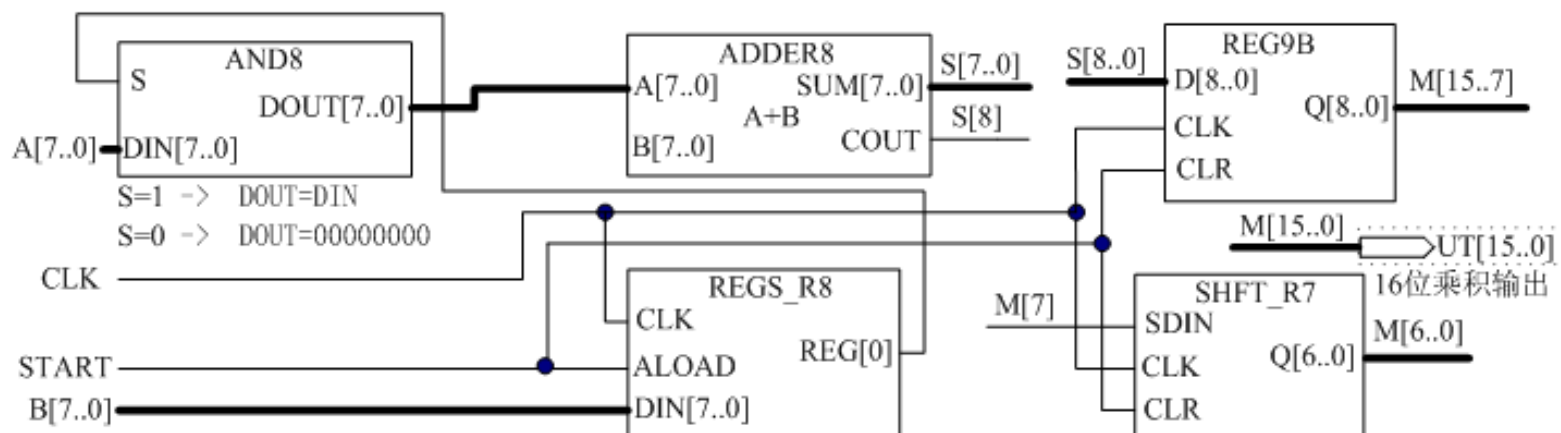 AND8
S
DOUT[7..0]
A[7..0]
DIN[7..0]
S=1 -> DOUT=DIN
S=0 -> DOUT=00000000
ADDER8
A[7..0]
SUM[7..0]
A+B
B[7..0]
COUT
S[7..0]
S[8]
S[8..0]
REG9B
D[8..0]
Q[8..0]
CLK
CLR
M[15..7]
M[15..0]
UT[15..0]
16位乘积输出
CLK
START
B[7..0]
REGS_R8
CLK
REG[0]
ALOAD
DIN[7..0]
M[7]
SHFT_R7
SDIN
Q[6..0]
CLK
CLR
M[6..0]